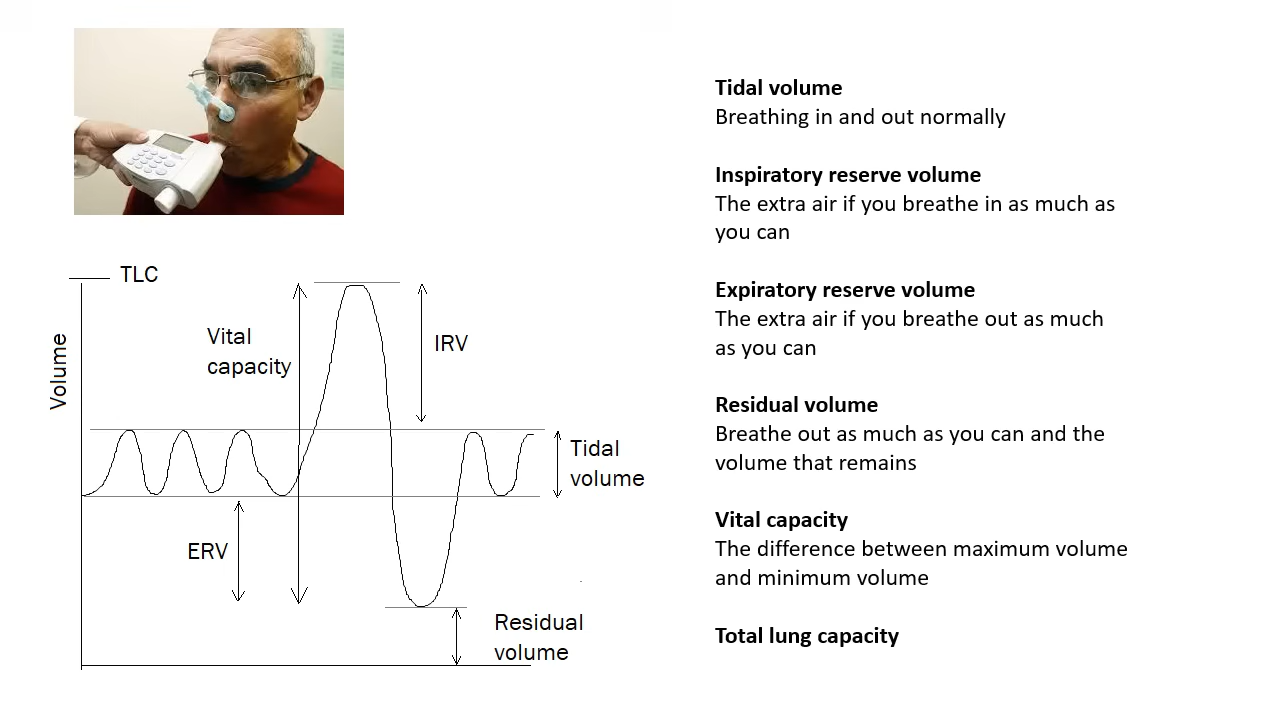 TLC
Volume
Vital
capacity
IRV
Tidal
volume
ERV
Residual
volume
Tidal volume
Breathing in and out normally
Inspiratory reserve volume
The extra air if you breathe in as much as
you can
Expiratory reserve volume
The extra air if you breathe out as much
as you can
Residual volume
Breathe out as much as you can and the
volume that remains
Vital capacity
The difference between maximum volume
and minimum volume
Total lung capacity